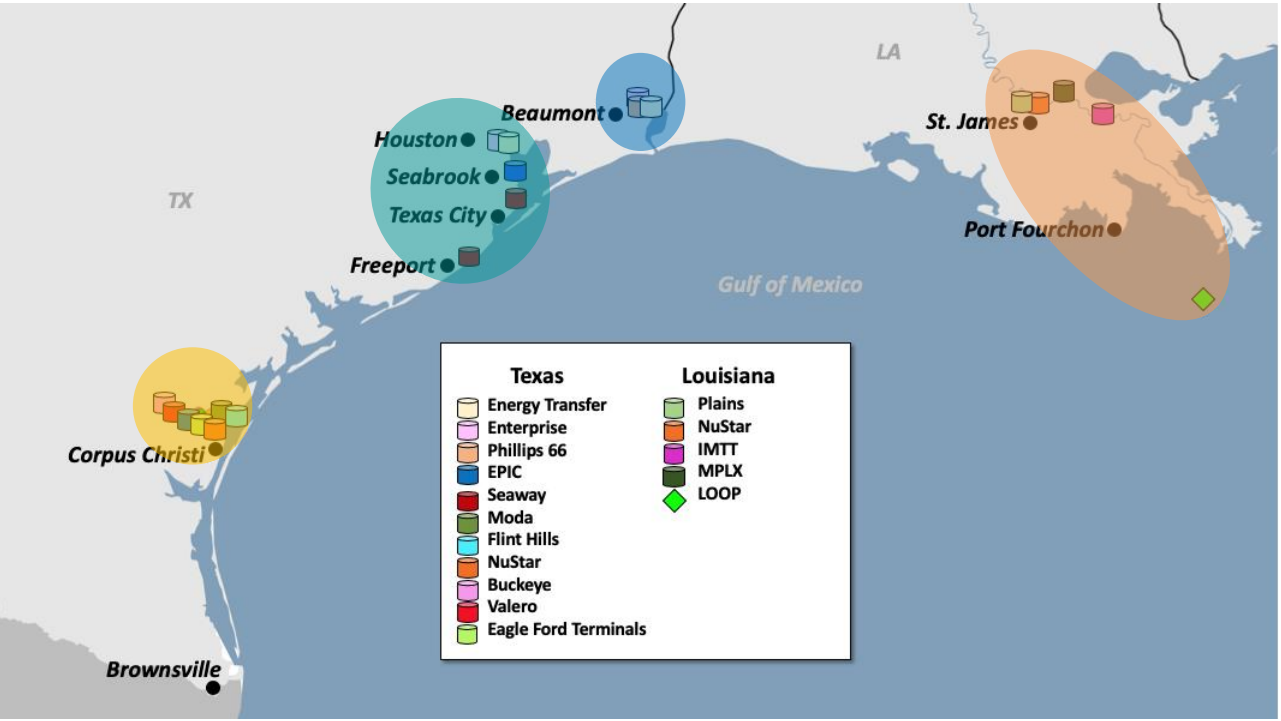 LA
Beaumont
St. James
Houston
Seabrook
TX
Texas City
Port Fourchon
Freeport
Gulf of Mexico
Corpus Christi
Brownsville
Texas
Energy Transfer
Enterprise
Phillips 66
EPIC
Seaway
Moda
Flint Hills
NuStar
Buckeye
Valero
Eagle Ford Terminals
Louisiana
Plains
NuStar
IMTT
MPLX
LOOP